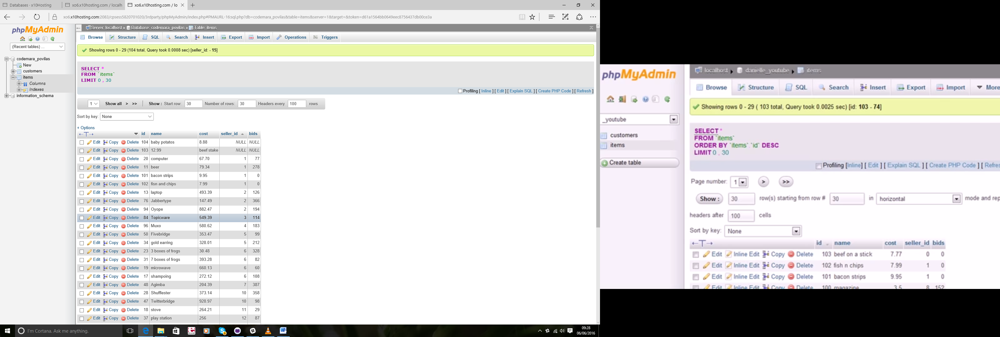 Databases - x10Hosting
xo6.x10hosting.com / localh
xo6.x10hosting.com / lo
xo6.x10hosting.com:2083/cpsess5820701020/3rdparty/phpMyAdmin/index.php#PMAURL-16:sql.php?db=codemara_povilas&table=items&server=1&target=&token=d61a1564bb0649eec8756437db00ce3a
phpMyAdmin
(Recent tables) ...
codemara_povilas
New
customers
items
Columns
Indexes
information_schema
Server: localhost » Database: codemara_povilas » Table: items
Browse Structure SQL Search Insert Export Import Operations Triggers
Showing rows 0 - 29 (104 total, Query took 0.0008 sec) [seller_id: - 15]
SELECT *
FROM `items`
LIMIT 0 , 30
Profiling [ Inline ] [ Edit ] [ Explain SQL ] [ Create PHP Code ] [ Refresh ]
1 Show all > >> Show : Start row: 30 Number of rows: 30 Headers every 100 rows
Sort by key: None
+ Options
←T→ id name cost seller_id bids
Edit Copy Delete 104 baby potatos 8.88 NULL NULL
Edit Copy Delete 103 12.99 beef stake NULL NULL
Edit Copy Delete 20 computer 67.70 1 77
Edit Copy Delete 11 beer 79.34 1 278
Edit Copy Delete 101 bacon strips 9.95 1 0
Edit Copy Delete 102 fisn and chips 7.99 1 0
Edit Copy Delete 13 laptop 493.39 2 126
Edit Copy Delete 76 Jabbertype 147.49 2 366
Edit Copy Delete 94 Oyope 882.47 2 194
Edit Copy Delete 84 Topicware 549.39 3 114
Edit Copy Delete 96 Muxo 580.62 4 183
Edit Copy Delete 50 Fivebridge 353.47 5 99
Edit Copy Delete 34 gold earring 328.01 5 212
Edit Copy Delete 23 3 boxes of frogs 30.48 6 328
Edit Copy Delete 31 7 boxes of frogs 393.28 6 82
Edit Copy Delete 19 microwave 660.13 6 60
Edit Copy Delete 17 shampoing 272.12 6 108
Edit Copy Delete 48 Agimba 204.39 7 387
Edit Copy Delete 28 Shufflester 373.14 10 358
Edit Copy Delete 47 Twitterbridge 928.97 10 98
Edit Copy Delete 18 stove 264.21 11 29
Edit Copy Delete 37 play station 256 12 87
I'm Cortana. Ask me anything.
09:28
06/06/2016
phpMyAdmin
_youtube
customers
items
Create table
localhost ▸ danielle_youtube ▸ items
Browse Structure SQL Search Insert Export Import More
Showing rows 0 - 29 ( 103 total, Query took 0.0025 sec) [id: 103 - 74]
SELECT *
FROM `items`
ORDER BY `items`.`id` DESC
LIMIT 0 , 30
Profiling [Inline] [ Edit ] [ Explain SQL ] [ Create PHP Code ] [ Refres
Page number: 1 > >>
Show : 30 row(s) starting from row # 30 in horizontal mode and rep
headers after 100 cells
Sort by key: None
←T→ id name cost seller_id bids
Edit Inline Edit Copy Delete 103 beef on a stick 7.77 0 0
Edit Inline Edit Copy Delete 102 fish n chips 7.99 1 0
Edit Inline Edit Copy Delete 101 bacon strips 9.95 1 0
Edit Inline Edit Copy Delete 100 magazine 3.5 8 152